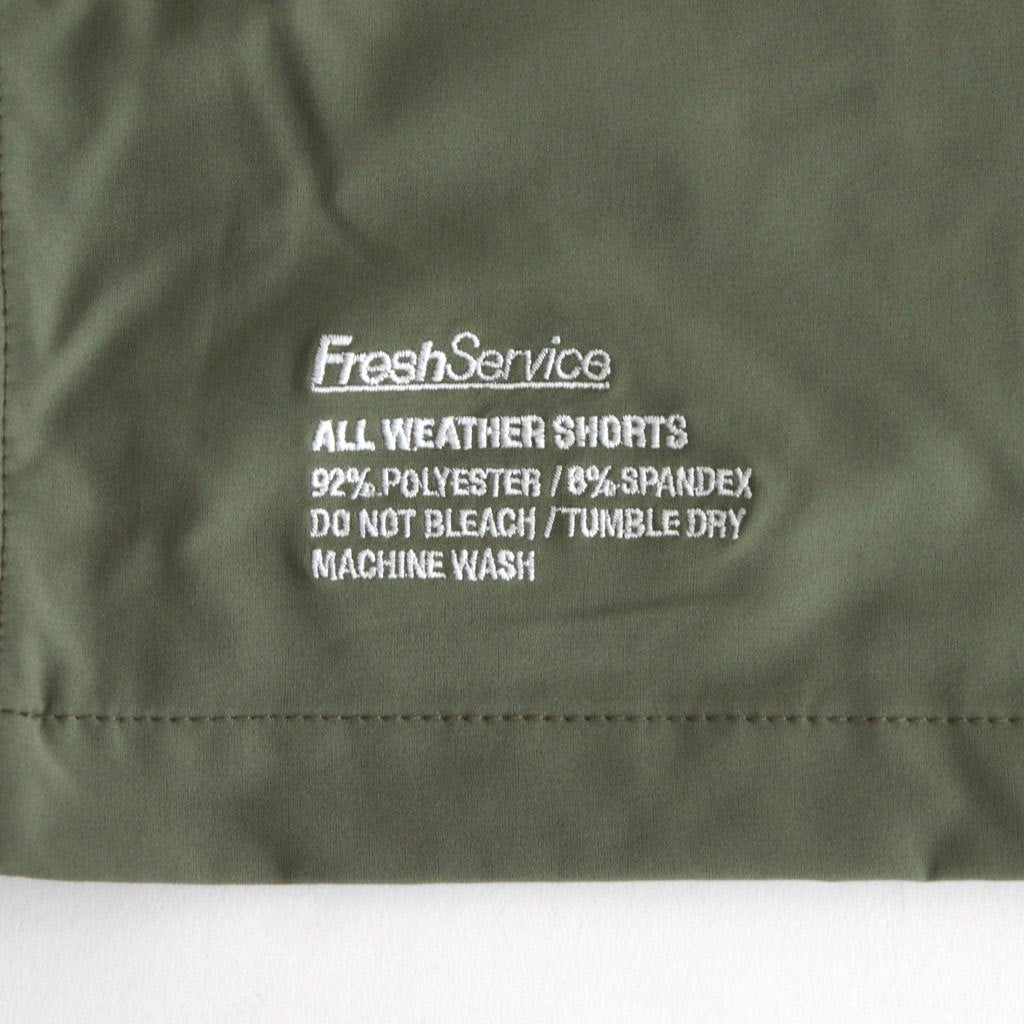 FreshService
ALL WEATHER SHORTS
92% POLYESTER / 8% SPANDEX
DO NOT BLEACH / TUMBLE DRY
MACHINE WASH